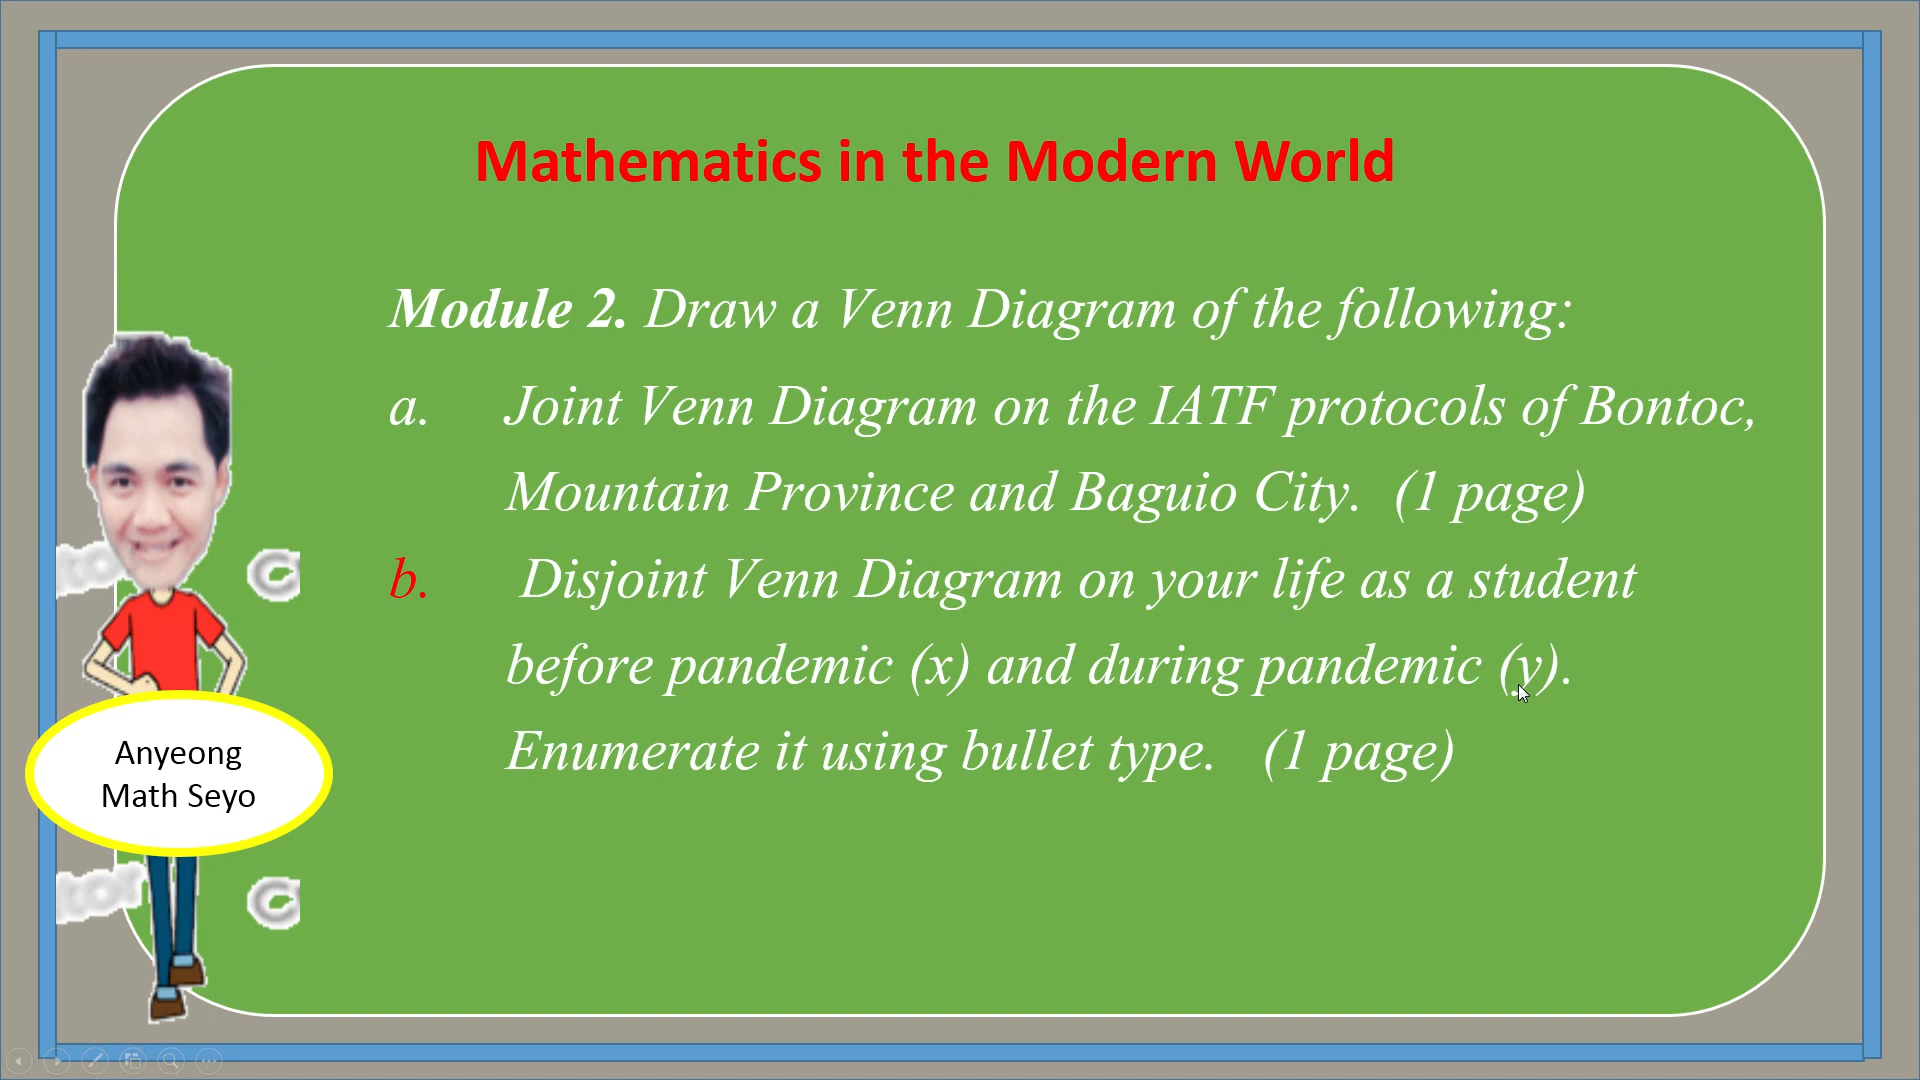 Mathematics in the Modern World
Module 2. Draw a Venn Diagram of the following:
a. Joint Venn Diagram on the IATF protocols of Bontoc,
Mountain Province and Baguio City. (1 page)
b. Disjoint Venn Diagram on your life as a student
before pandemic (x) and during pandemic (y).
Enumerate it using bullet type. (1 page)
Anyeong
Math Seyo